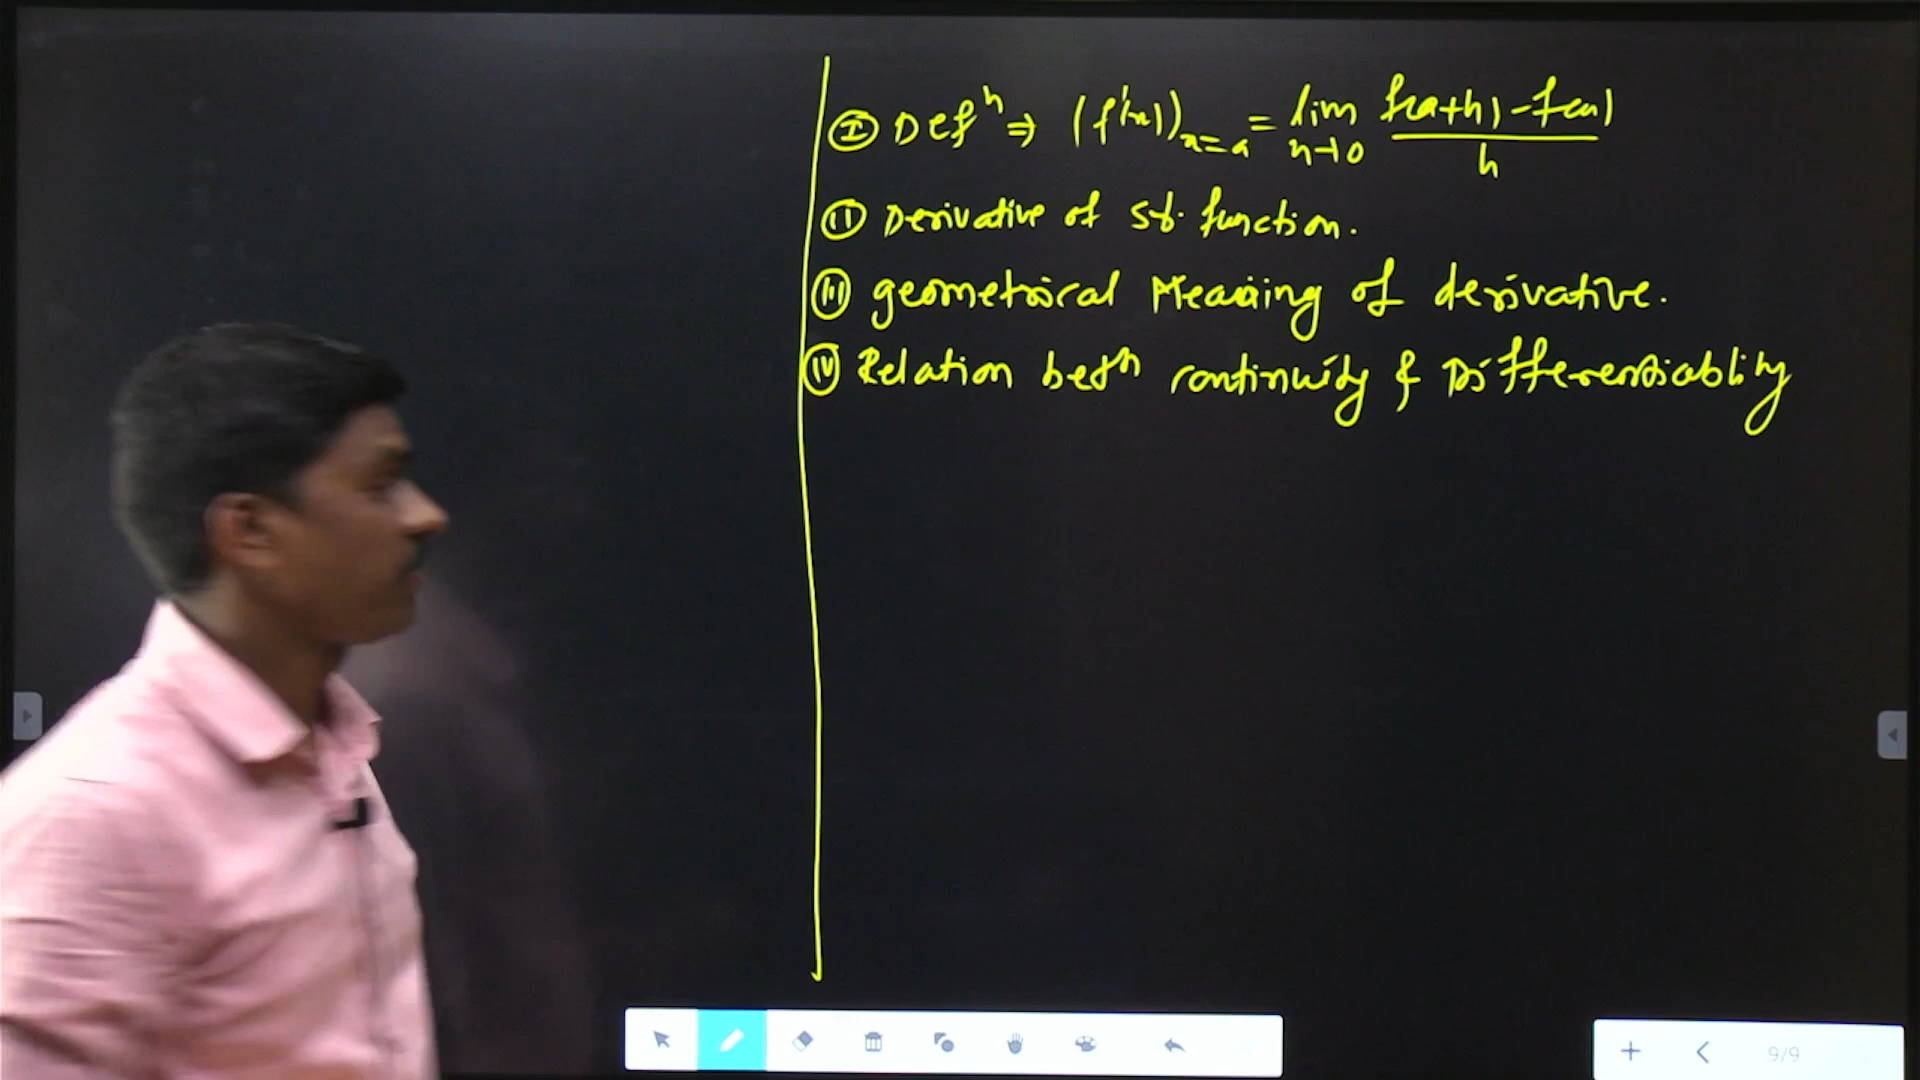 (I) Defⁿ ⇒ (f'(x))ₓ₌ₐ = lim h→0 f(a+h) - f(a) / h
(II) Derivative of St. function.
(III) geometrical Meaning of derivative.
(IV) Relation betⁿ continuity & Differentiablity
9/9